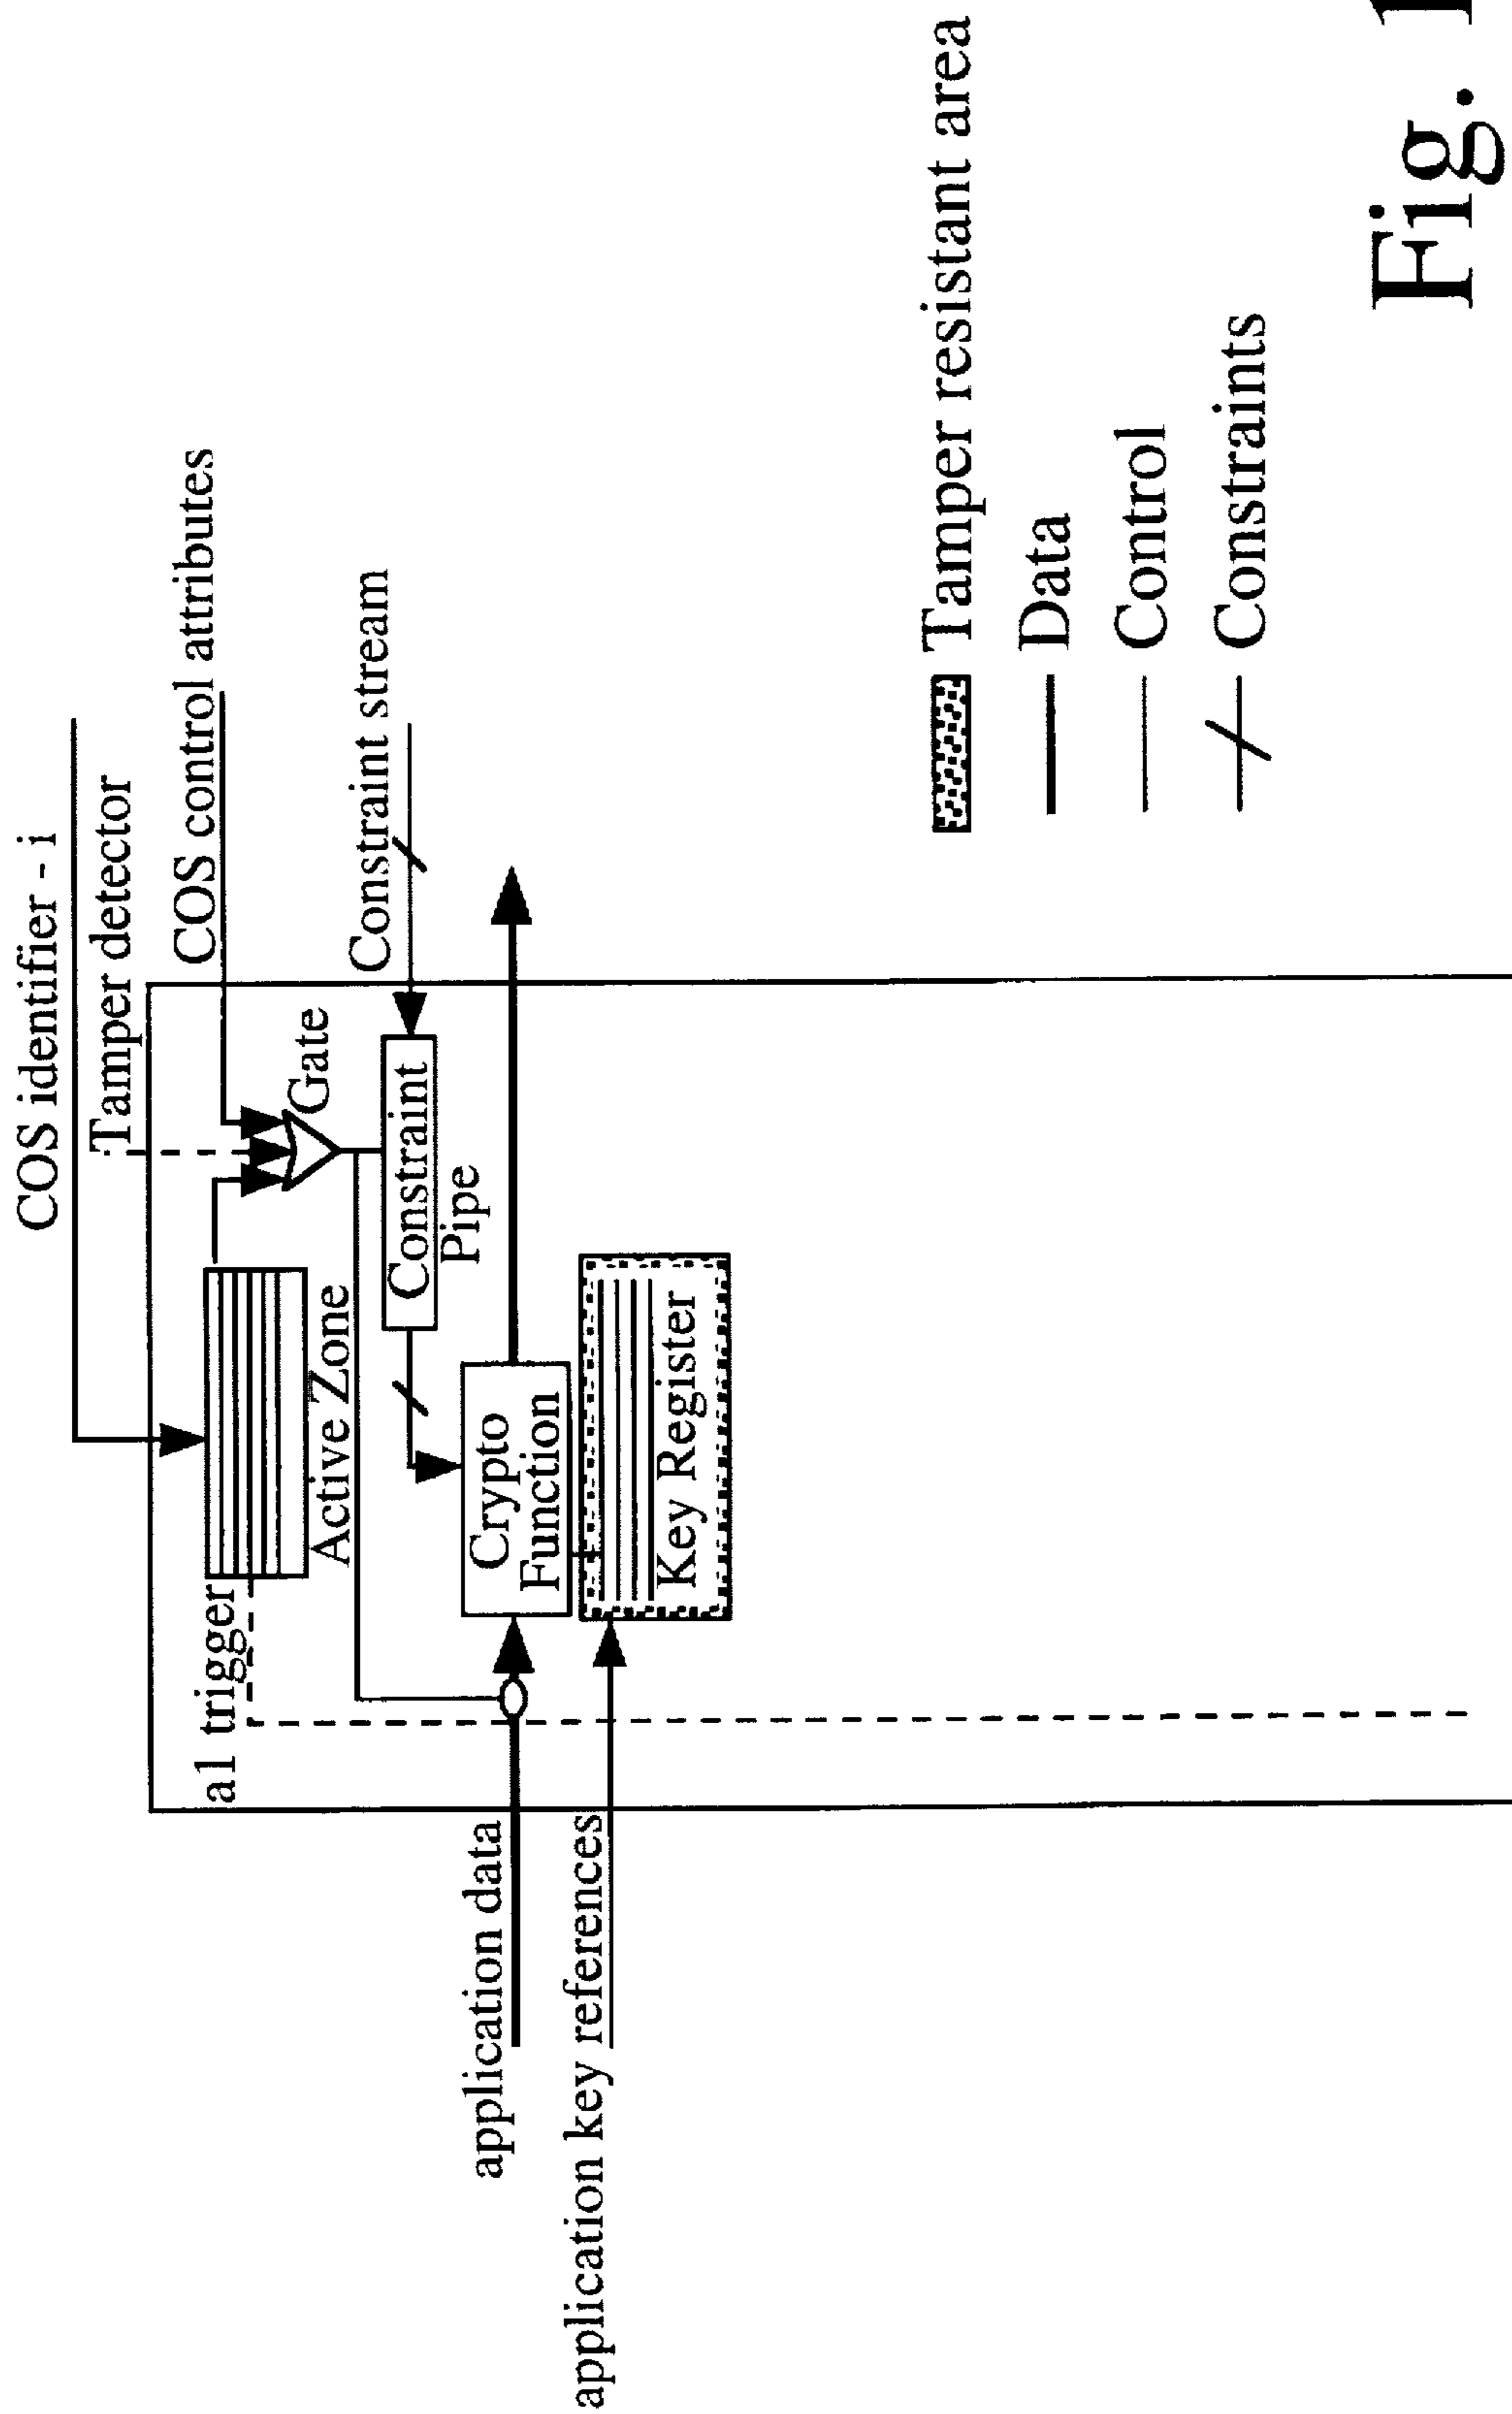 COS identifier - i
Tamper detector
COS control attributes
a1 trigger
Gate
Active Zone
Constraint stream
Constraint
Pipe
application data
Crypto
Function
application key references
Key Register
Tamper resistant area
Data
Control
Constraints
Fig. 1